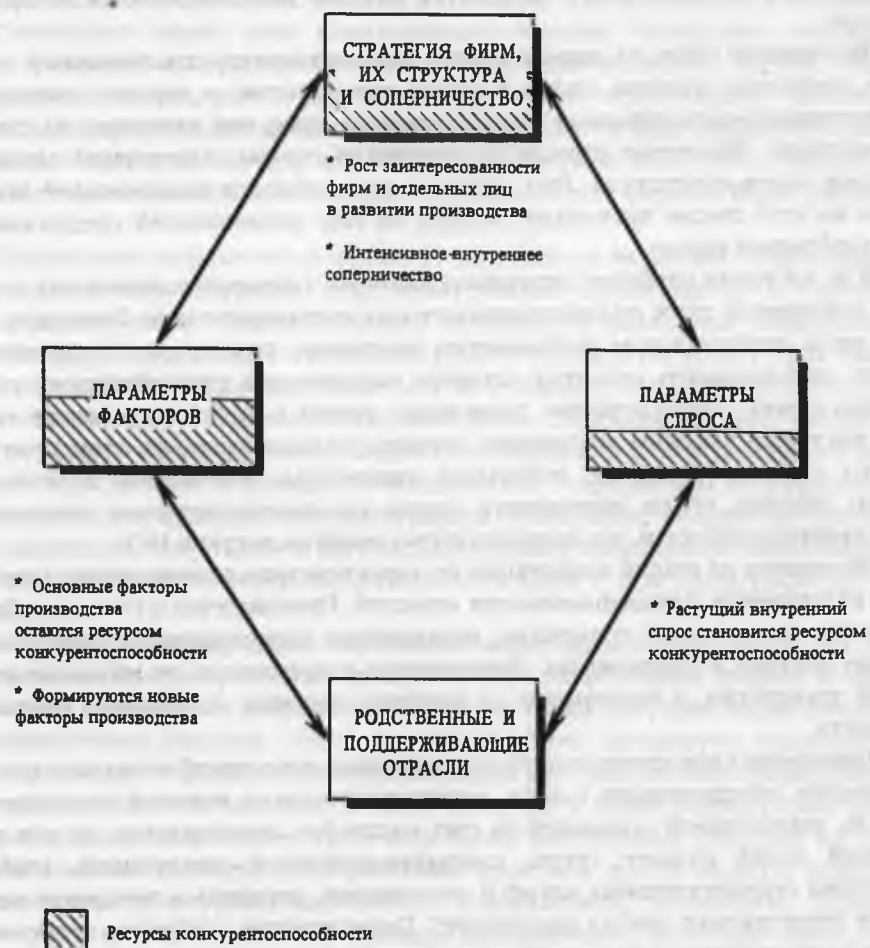 СТРАТЕГИЯ ФИРМ,
ИХ СТРУКТУРА
И СОПЕРНИЧЕСТВО
* Рост заинтересованности
фирм и отдельных лиц
в развитии производства
* Интенсивное внутреннее
соперничество
ПАРАМЕТРЫ
ФАКТОРОВ
ПАРАМЕТРЫ
СПРОСА
* Основные факторы
производства
остаются ресурсом
конкурентоспособности
* Формируются новые
факторы производства
* Растущий внутренний
спрос становится ресурсом
конкурентоспособности
РОДСТВЕННЫЕ И
ПОДДЕРЖИВАЮЩИЕ
ОТРАСЛИ
Ресурсы конкурентоспособности